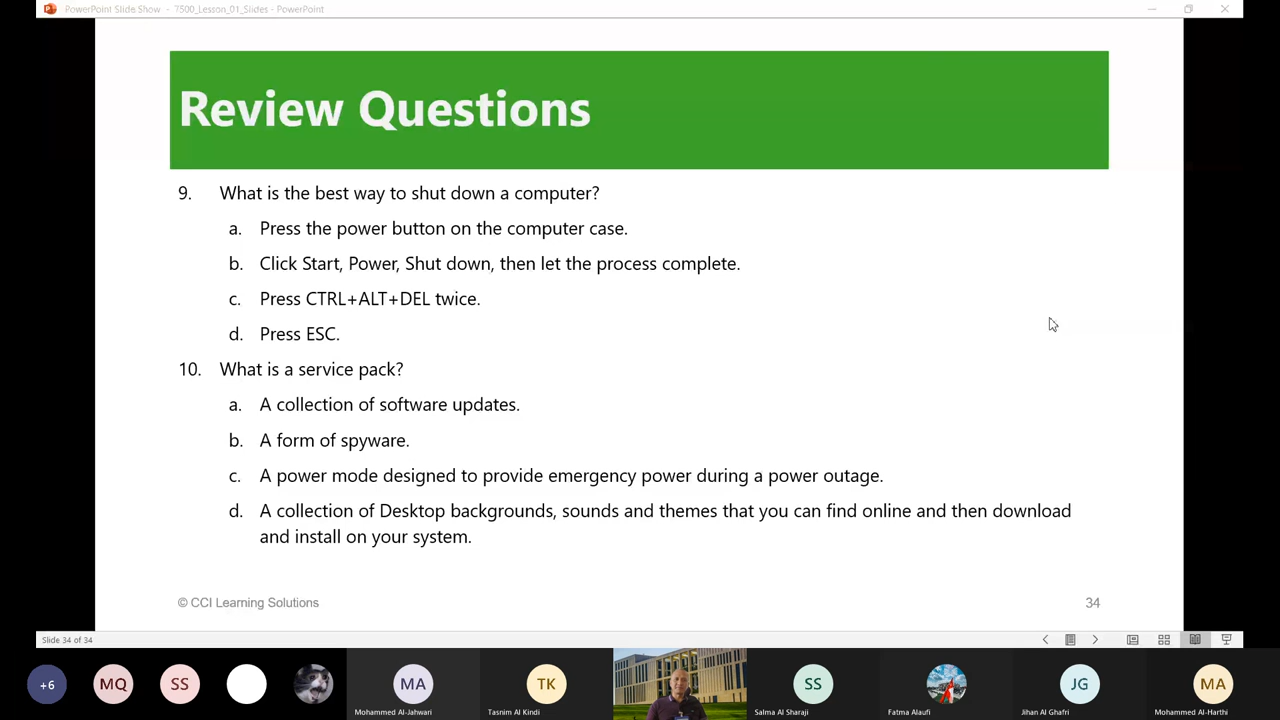 PowerPoint Slide Show - 7500_Lesson_01_Slides - PowerPoint
Review Questions
9. What is the best way to shut down a computer?
a. Press the power button on the computer case.
b. Click Start, Power, Shut down, then let the process complete.
c. Press CTRL+ALT+DEL twice.
d. Press ESC.
10. What is a service pack?
a. A collection of software updates.
b. A form of spyware.
c. A power mode designed to provide emergency power during a power outage.
d. A collection of Desktop backgrounds, sounds and themes that you can find online and then download
and install on your system.
© CCI Learning Solutions
34
Slide 34 of 34
+6 MQ SS MA TK SS JG MA
Mohammed Al-Jahwari Tasnim Al Kindi Salma Al Sharaji Fatma Alaufi Jihan Al Ghafri Mohammed Al-Harthi